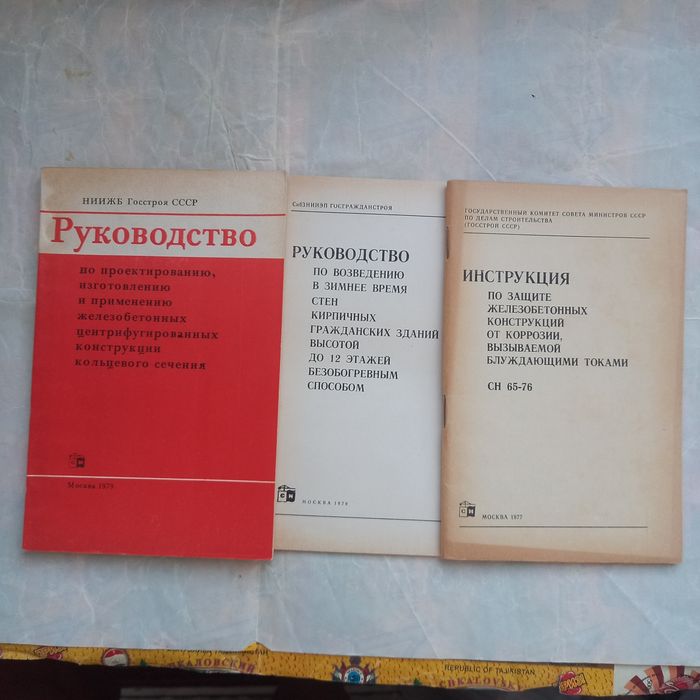 НИИЖБ Госстроя СССР
Руководство
по проектированию,
изготовлению
и применению
железобетонных
центрифугированных
конструкции
кольцевого сечения
Москва 1979
СибЗНИИЭП ГОСГРАЖДАНСТРОЯ
РУКОВОДСТВО
ПО ВОЗВЕДЕНИЮ
В ЗИМНЕЕ ВРЕМЯ
СТЕН
КИРПИЧНЫХ
ГРАЖДАНСКИХ ЗДАНИЙ
ВЫСОТОЙ
ДО 12 ЭТАЖЕЙ
БЕЗОБОГРЕВНЫМ
СПОСОБОМ
МОСКВА 1978
ГОСУДАРСТВЕННЫЙ КОМИТЕТ СОВЕТА МИНИСТРОВ СССР
ПО ДЕЛАМ СТРОИТЕЛЬСТВА
(ГОССТРОЙ СССР)
ИНСТРУКЦИЯ
ПО ЗАЩИТЕ
ЖЕЛЕЗОБЕТОННЫХ
КОНСТРУКЦИЙ
ОТ КОРРОЗИИ,
ВЫЗЫВАЕМОЙ
БЛУЖДАЮЩИМИ ТОКАМИ
СН 65-76
МОСКВА 1977
REPUBLIC OF TAJIKISTAN